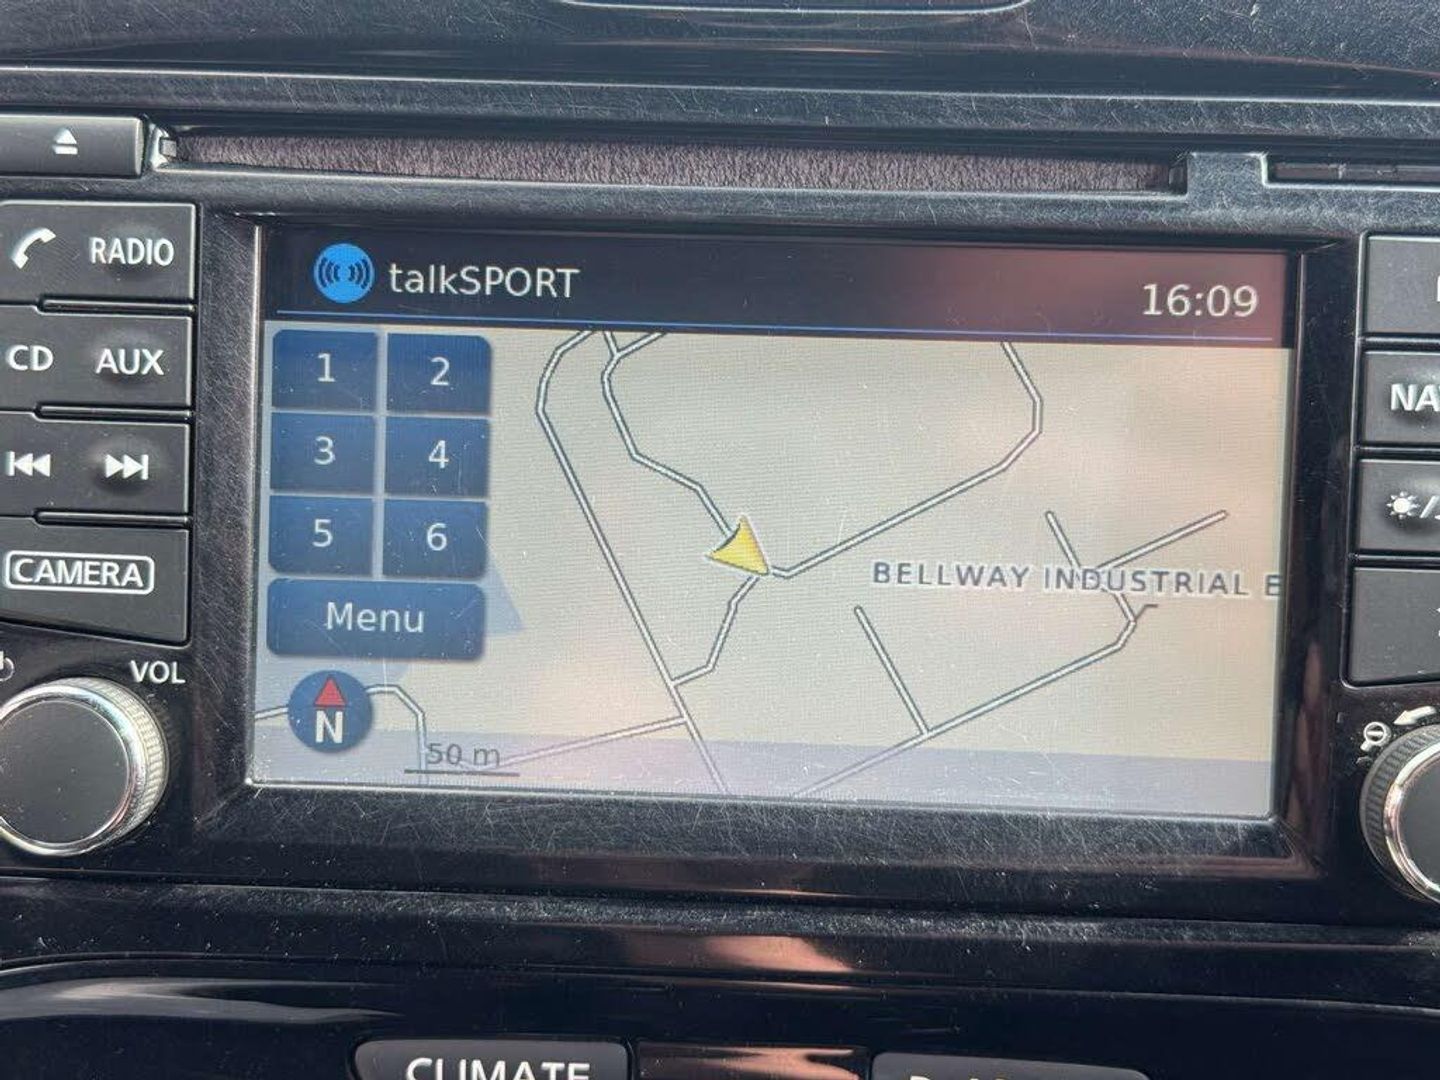 talkSPORT
16:09
RADIO
CD AUX
CAMERA
VOL
1 2
3 4
5 6
Menu
N
50 m
BELLWAY INDUSTRIAL E
NA
CLIMATE